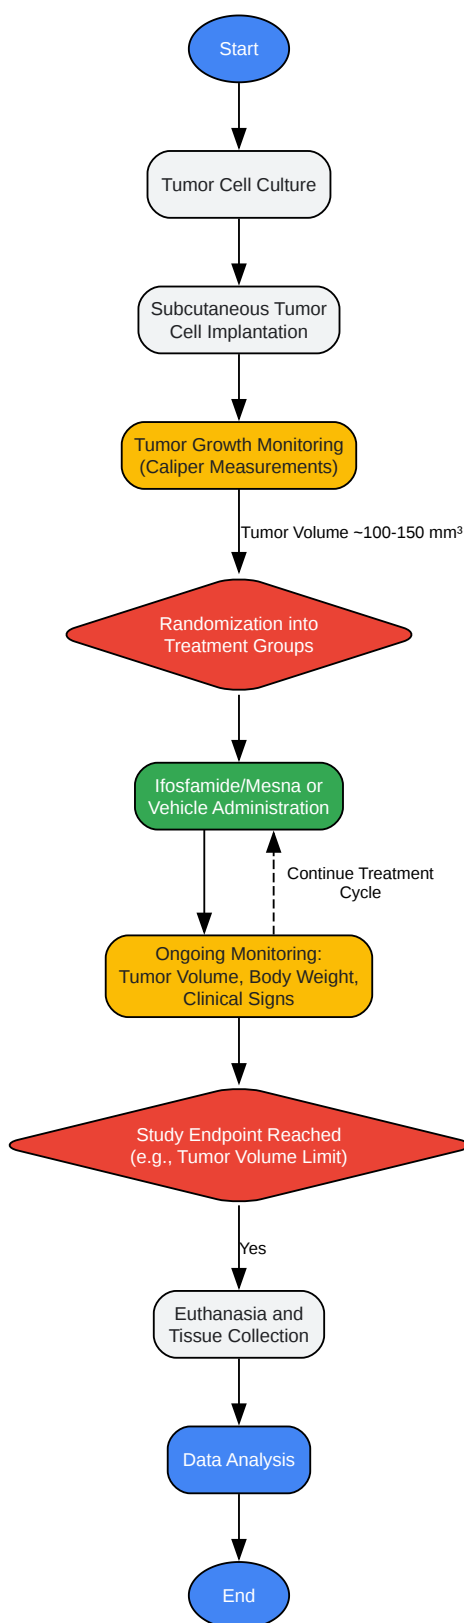 Start
Tumor Cell Culture
Subcutaneous Tumor
Cell Implantation
Tumor Growth Monitoring
(Caliper Measurements)
Tumor Volume ~100-150 mm³
Randomization into
Treatment Groups
Ifosfamide/Mesna or
Vehicle Administration
Continue Treatment
Cycle
Ongoing Monitoring:
Tumor Volume, Body Weight,
Clinical Signs
Study Endpoint Reached
(e.g., Tumor Volume Limit)
Yes
Euthanasia and
Tissue Collection
Data Analysis
End